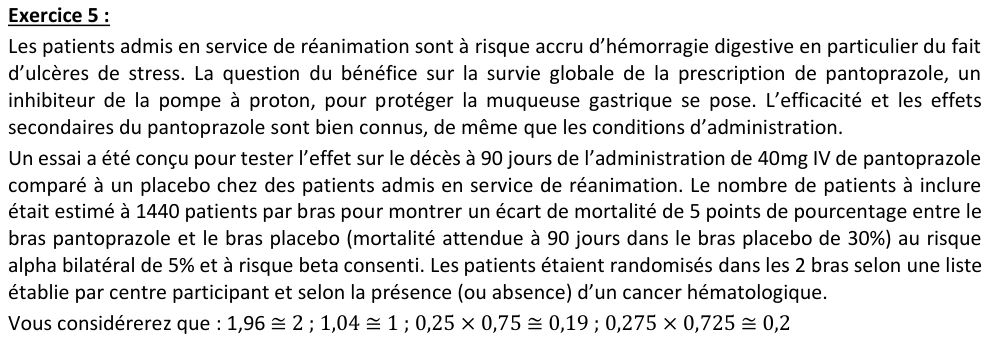 Exercice 5 :
Les patients admis en service de réanimation sont à risque accru d’hémorragie digestive en particulier du fait
d’ulcères de stress. La question du bénéfice sur la survie globale de la prescription de pantoprazole, un
inhibiteur de la pompe à proton, pour protéger la muqueuse gastrique se pose. L’efficacité et les effets
secondaires du pantoprazole sont bien connus, de même que les conditions d’administration.
Un essai a été conçu pour tester l’effet sur le décès à 90 jours de l’administration de 40mg IV de pantoprazole
comparé à un placebo chez des patients admis en service de réanimation. Le nombre de patients à inclure
était estimé à 1440 patients par bras pour montrer un écart de mortalité de 5 points de pourcentage entre le
bras pantoprazole et le bras placebo (mortalité attendue à 90 jours dans le bras placebo de 30%) au risque
alpha bilatéral de 5% et à risque beta consenti. Les patients étaient randomisés dans les 2 bras selon une liste
établie par centre participant et selon la présence (ou absence) d’un cancer hématologique.
Vous considérerez que : 1,96 ≅ 2 ; 1,04 ≅ 1 ; 0,25 × 0,75 ≅ 0,19 ; 0,275 × 0,725 ≅ 0,2